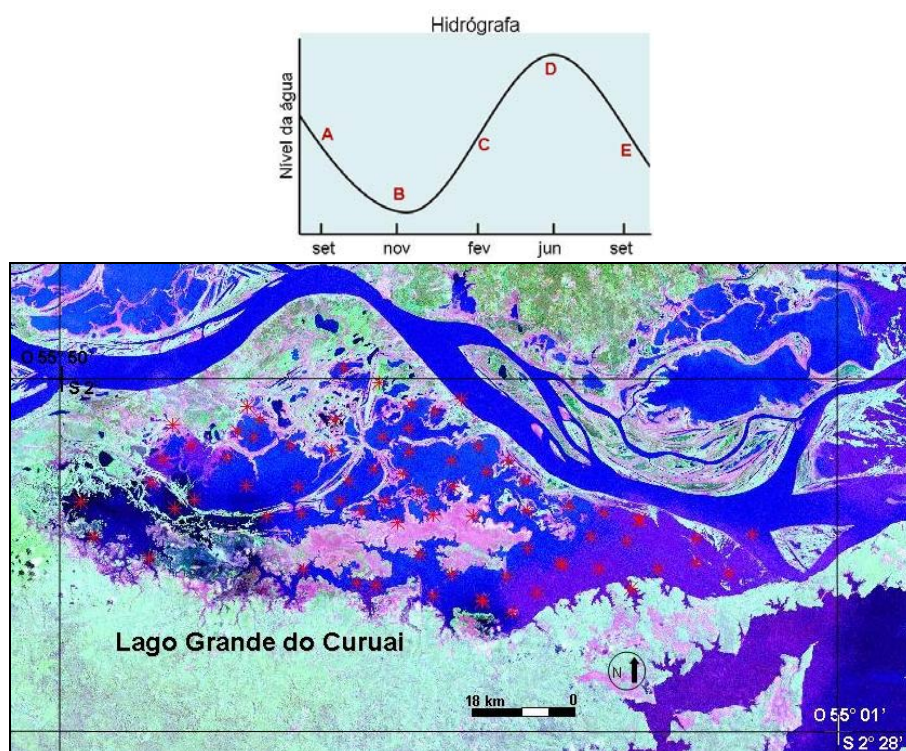 Hidrógrafa
Nível da água
A
B
C
D
E
set nov fev jun set
O 55° 50'
S 2
Lago Grande do Curuai
N
18 km 0
O 55° 01'
S 2° 28'